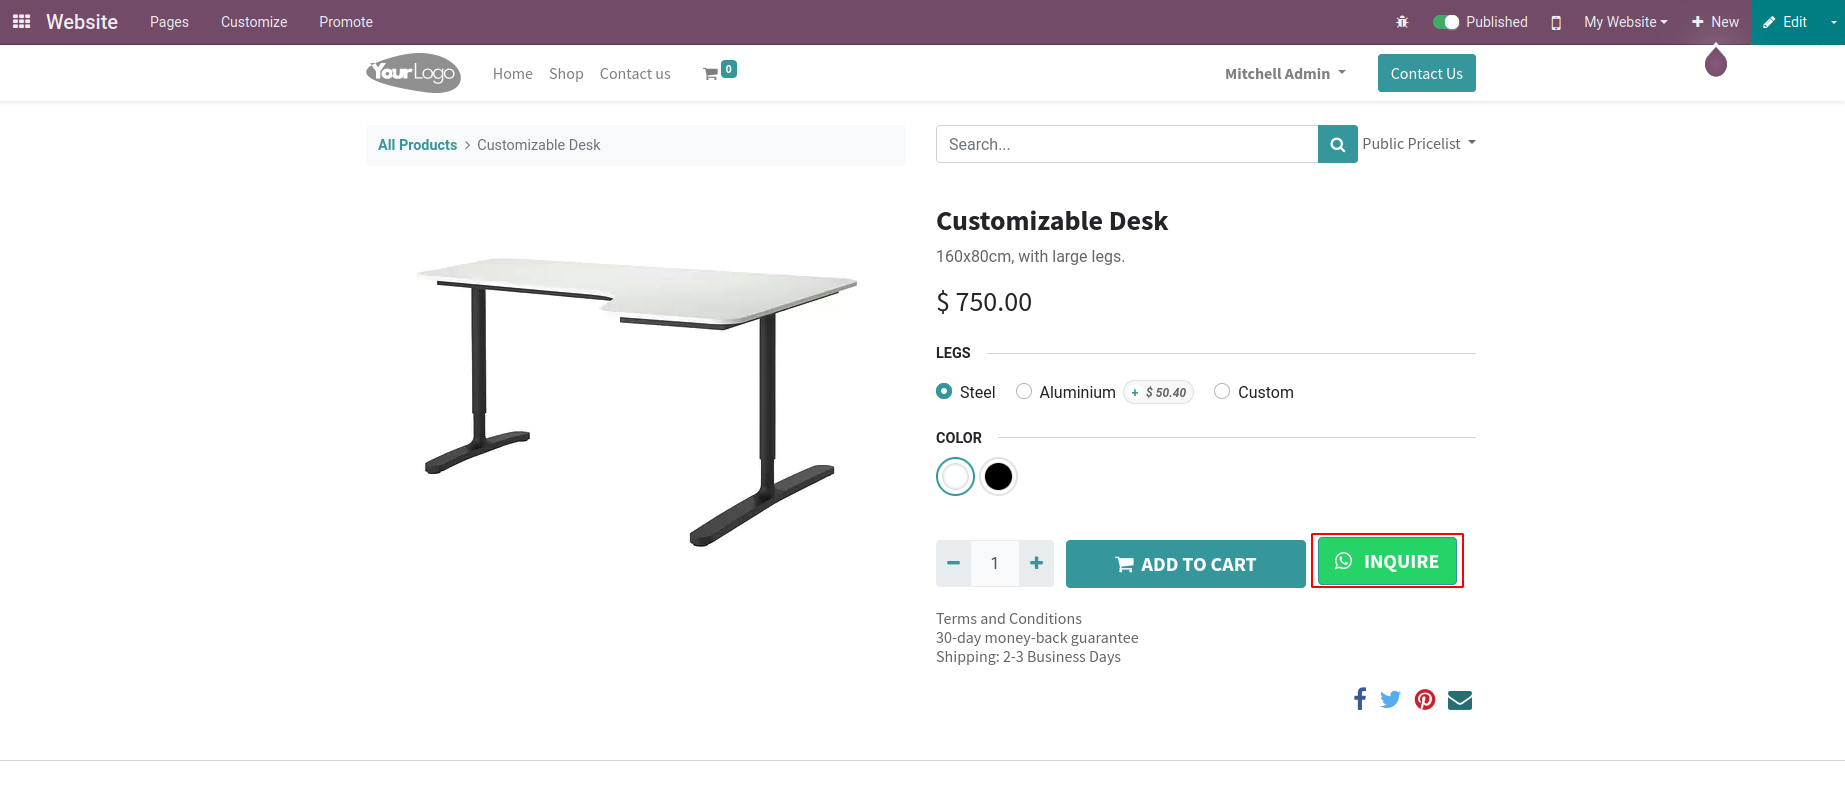 Website Pages Customize Promote Published My Website New Edit
YourLogo Home Shop Contact us 0 Mitchell Admin Contact Us
All Products > Customizable Desk Search... Public Pricelist
Customizable Desk
160x80cm, with large legs.
$ 750.00
LEGS
Steel Aluminium + $ 50.40 Custom
COLOR
− 1 + ADD TO CART INQUIRE
Terms and Conditions
30-day money-back guarantee
Shipping: 2-3 Business Days